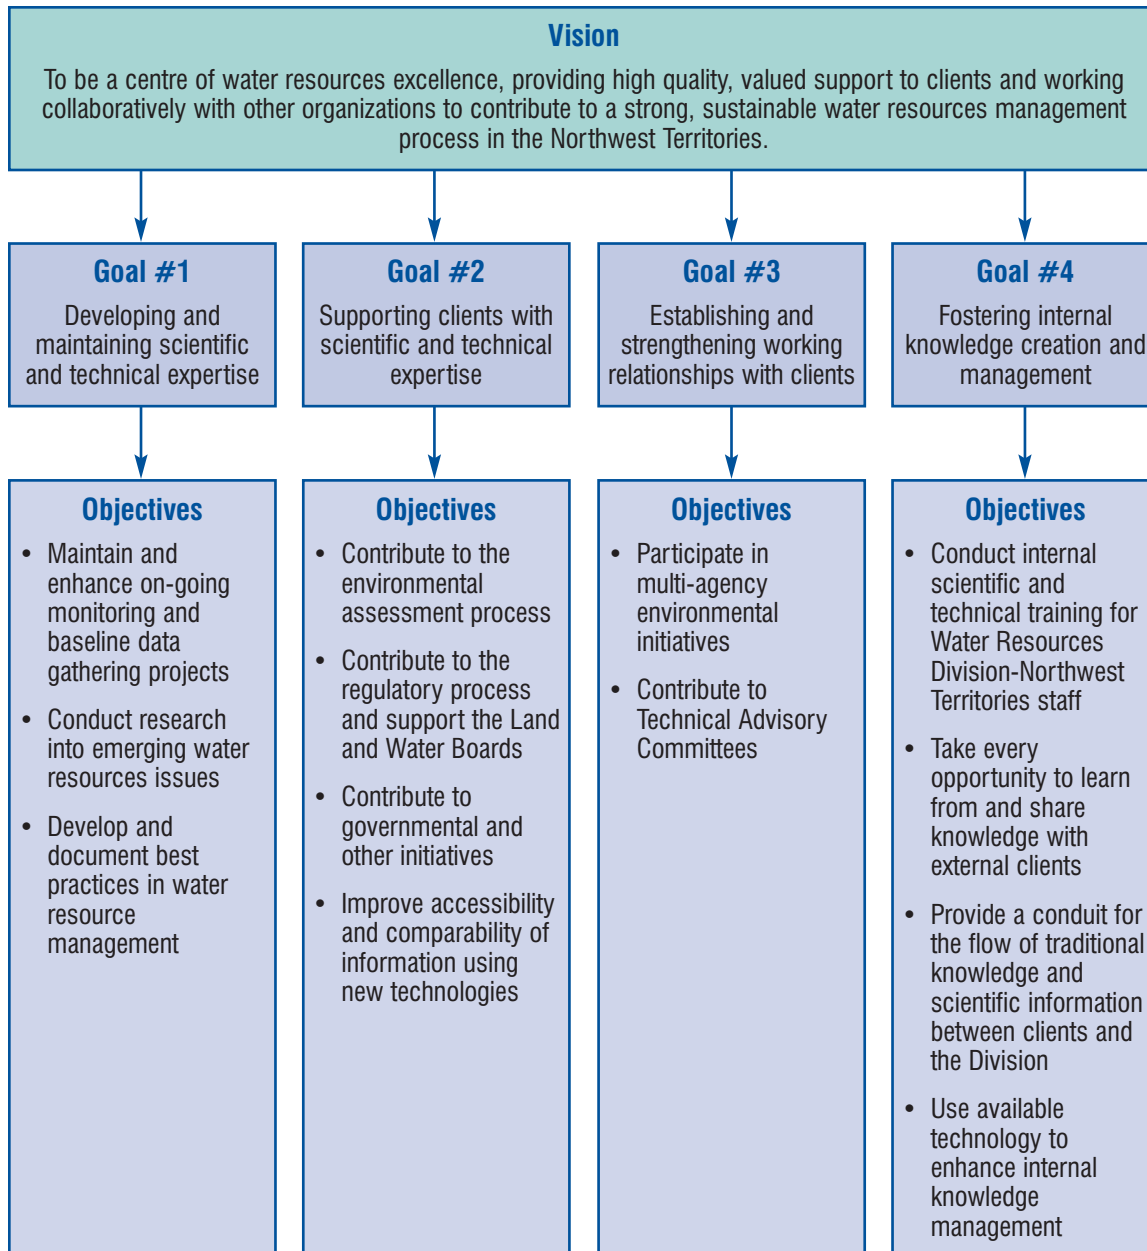 Vision
To be a centre of water resources excellence, providing high quality, valued support to clients and working
collaboratively with other organizations to contribute to a strong, sustainable water resources management
process in the Northwest Territories.
Goal #1
Developing and
maintaining scientific
and technical expertise
Goal #2
Supporting clients with
scientific and technical
expertise
Goal #3
Establishing and
strengthening working
relationships with clients
Goal #4
Fostering internal
knowledge creation and
management
Objectives
• Maintain and
enhance on-going
monitoring and
baseline data
gathering projects
• Conduct research
into emerging water
resources issues
• Develop and
document best
practices in water
resource
management
Objectives
• Contribute to the
environmental
assessment process
• Contribute to the
regulatory process
and support the Land
and Water Boards
• Contribute to
governmental and
other initiatives
• Improve accessibility
and comparability of
information using
new technologies
Objectives
• Participate in
multi-agency
environmental
initiatives
• Contribute to
Technical Advisory
Committees
Objectives
• Conduct internal
scientific and
technical training for
Water Resources
Division-Northwest
Territories staff
• Take every
opportunity to learn
from and share
knowledge with
external clients
• Provide a conduit for
the flow of traditional
knowledge and
scientific information
between clients and
the Division
• Use available
technology to
enhance internal
knowledge
management